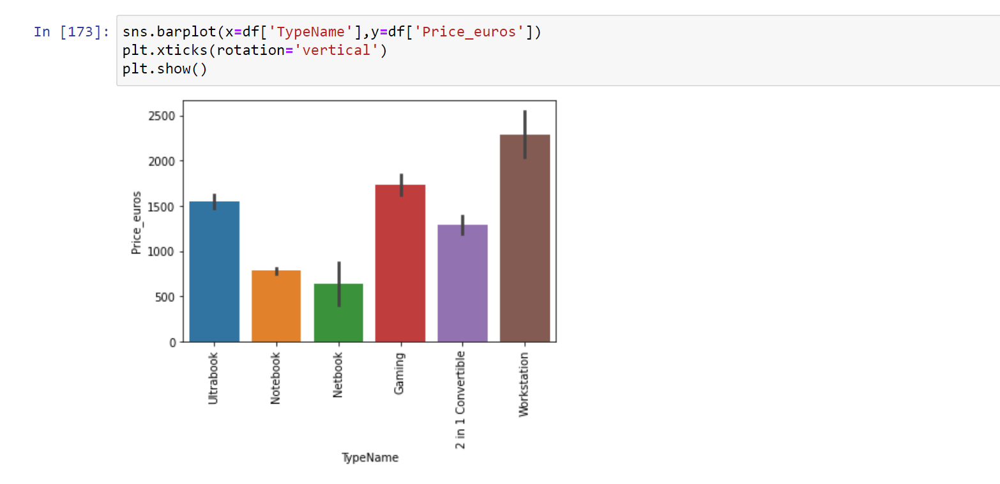 In [173]: sns.barplot(x=df['TypeName'],y=df['Price_euros'])
plt.xticks(rotation='vertical')
plt.show()
2500
2000
1500
1000
500
0
Price_euros
Ultrabook
Notebook
Netbook
Gaming
2 in 1 Convertible
Workstation
TypeName